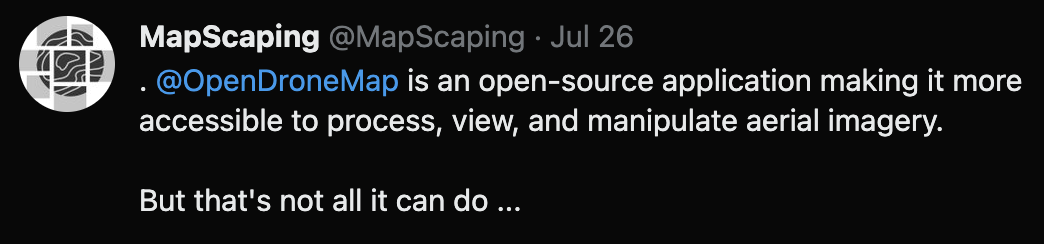 MapScaping @MapScaping · Jul 26
. @OpenDroneMap is an open-source application making it more
accessible to process, view, and manipulate aerial imagery.
But that's not all it can do ...